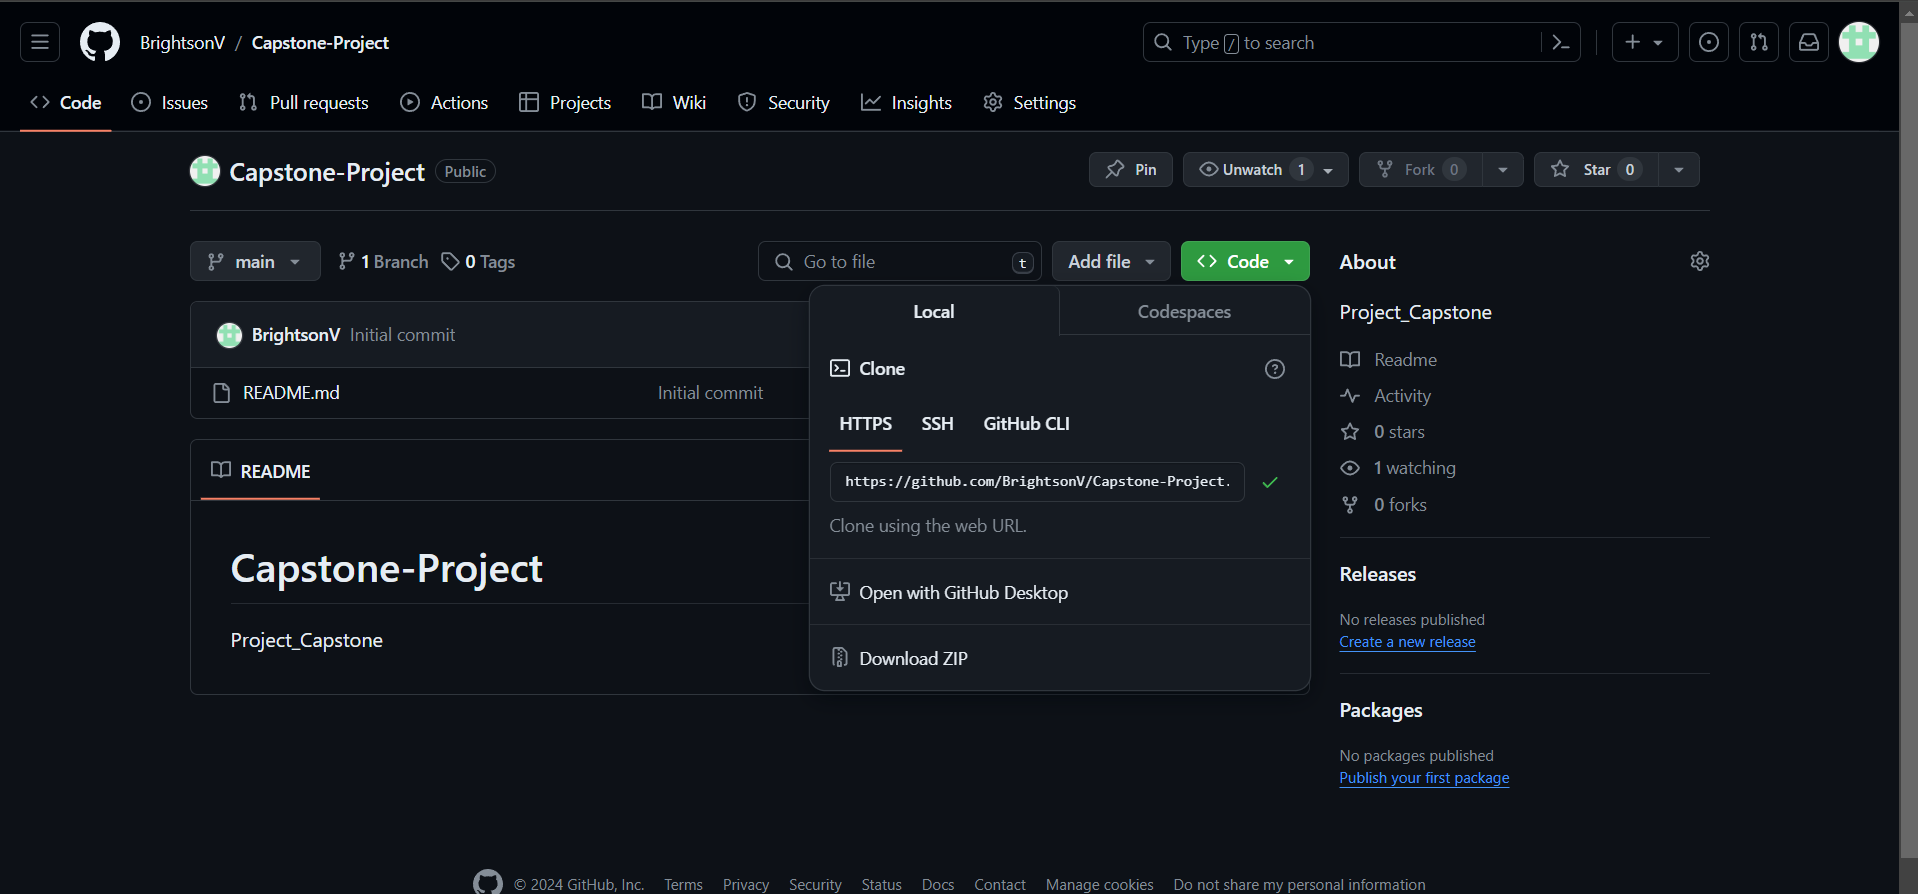 BrightsonV / Capstone-Project
Type / to search
Code Issues Pull requests Actions Projects Wiki Security Insights Settings
Capstone-Project Public
Pin Unwatch 1 Fork 0 Star 0
main 1 Branch 0 Tags
Go to file t Add file Code
BrightsonV Initial commit
README.md Initial commit
README
Capstone-Project
Project_Capstone
Local Codespaces
Clone
HTTPS SSH GitHub CLI
https://github.com/BrightsonV/Capstone-Project.
Clone using the web URL.
Open with GitHub Desktop
Download ZIP
About
Project_Capstone
Readme
Activity
0 stars
1 watching
0 forks
Releases
No releases published
Create a new release
Packages
No packages published
Publish your first package
© 2024 GitHub, Inc. Terms Privacy Security Status Docs Contact Manage cookies Do not share my personal information